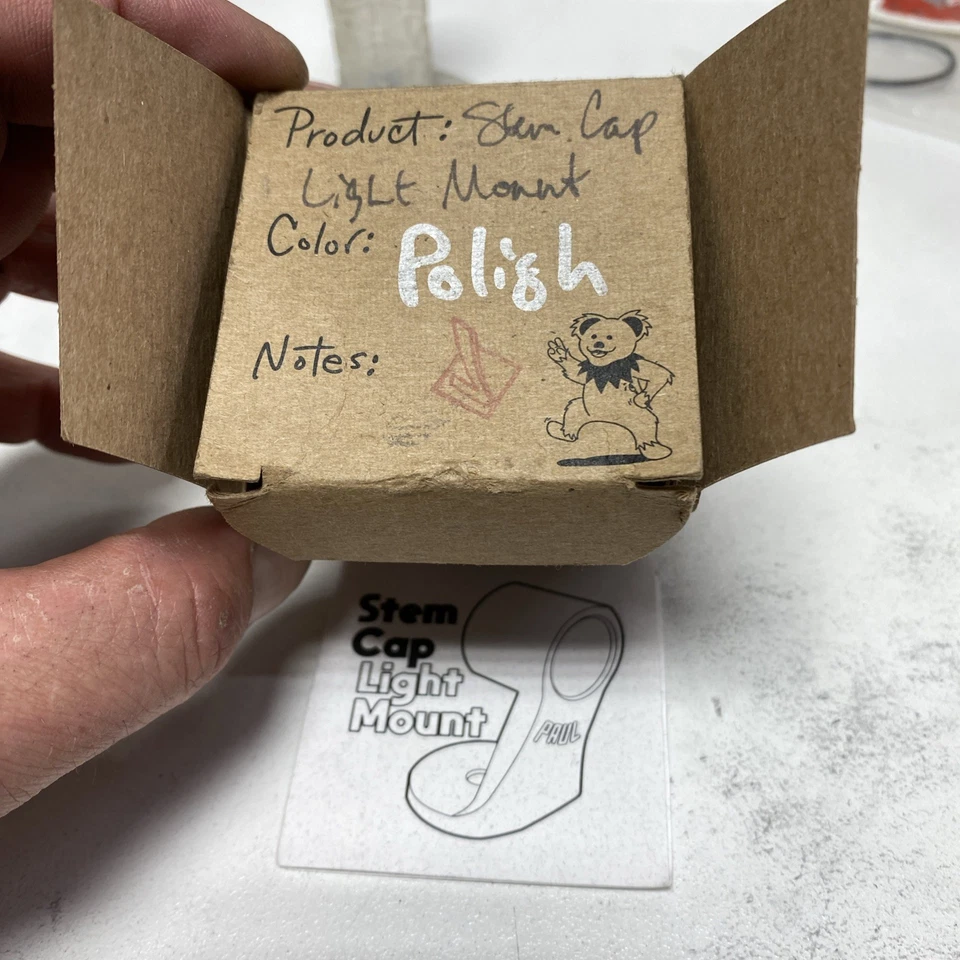 Product: Stem Cap
Light Mount
Color: Polish
Notes:
Stem
Cap
Light
Mount
PAUL